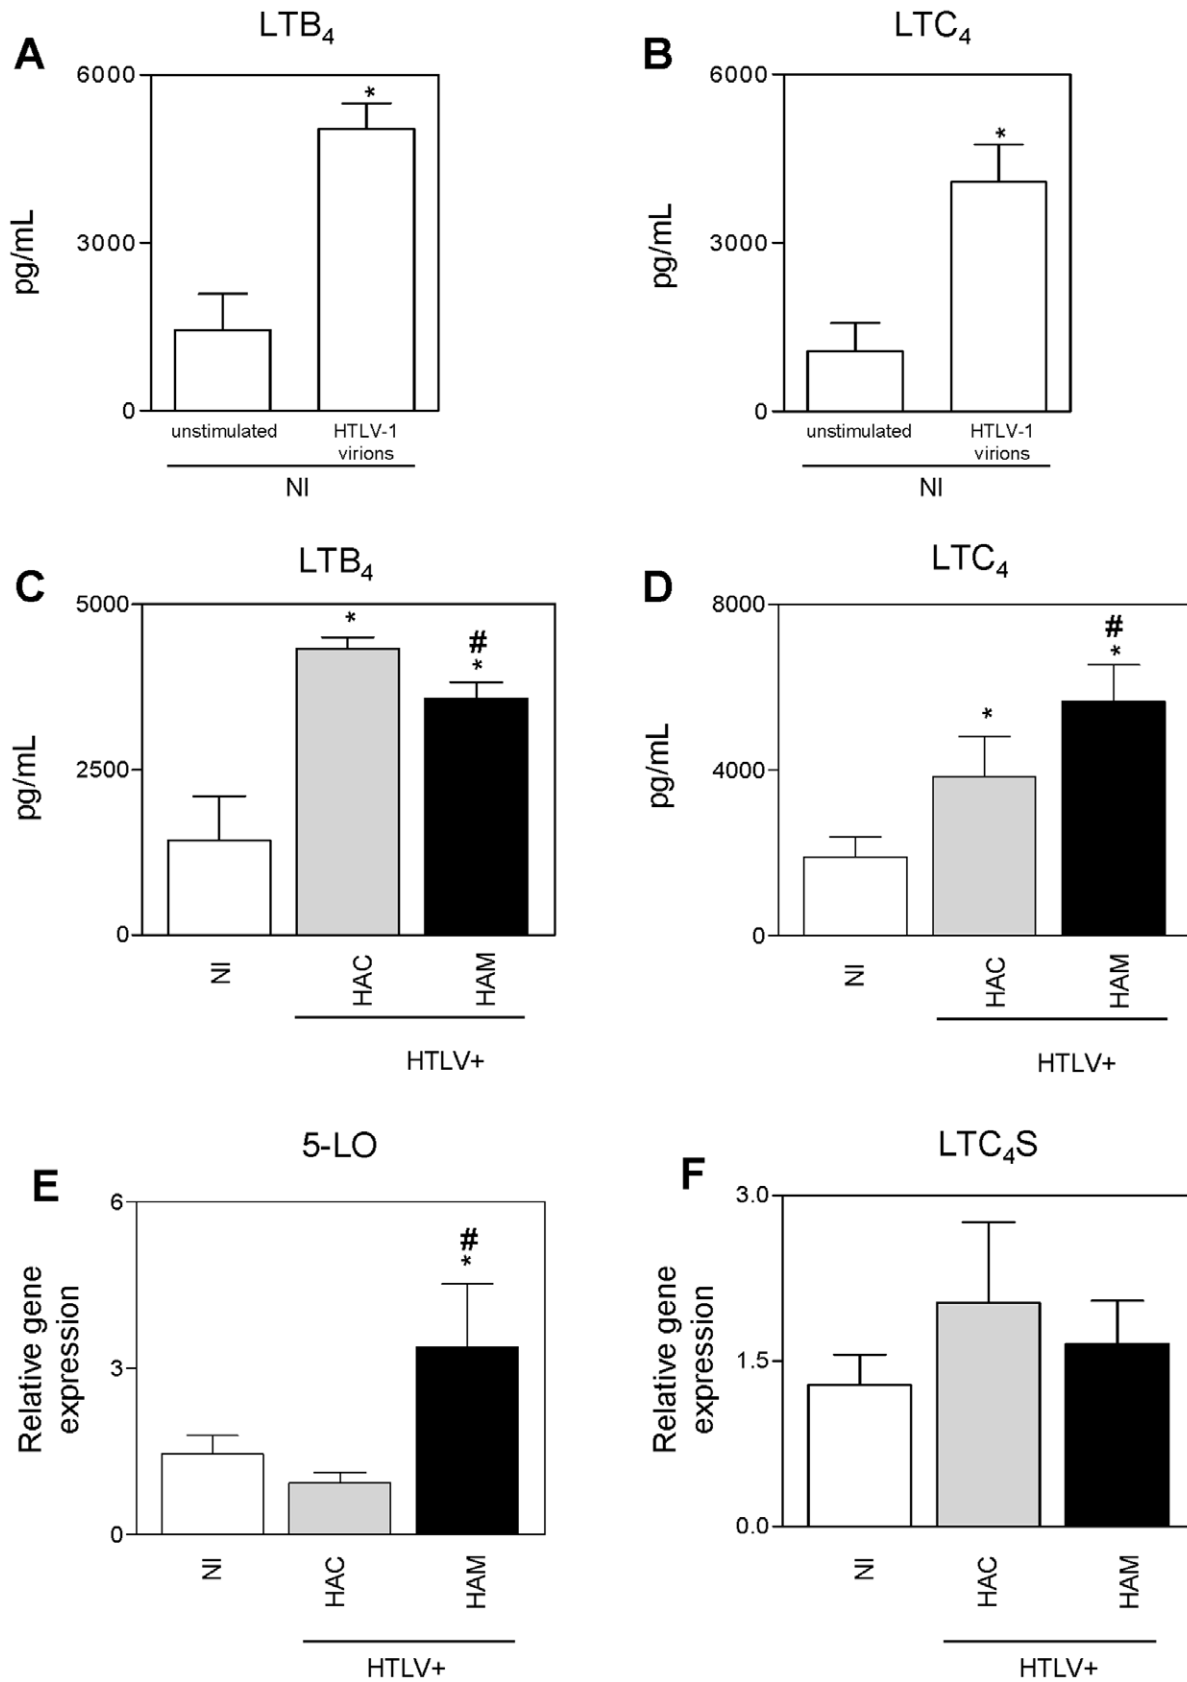 A
LTB₄
pg/mL
6000
3000
0
*
unstimulated
HTLV-1
virions
NI
B
LTC₄
pg/mL
6000
3000
0
*
unstimulated
HTLV-1
virions
NI
C
LTB₄
pg/mL
5000
2500
0
*
#
*
NI
HAC
HAM
HTLV+
D
LTC₄
pg/mL
8000
4000
0
*
#
*
NI
HAC
HAM
HTLV+
E
5-LO
Relative gene
expression
6
3
0
#
*
NI
HAC
HAM
HTLV+
F
LTC₄S
Relative gene
expression
3.0
1.5
0.0
NI
HAC
HAM
HTLV+